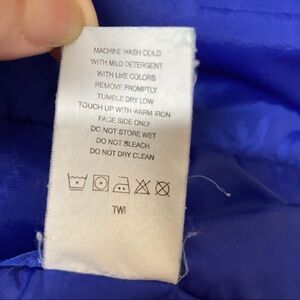 MACHINE WASH COLD
WITH MILD DETERGENT
WITH LIKE COLORS
REMOVE PROMPTLY
TUMBLE DRY LOW
TOUCH UP WITH WARM IRON
FACE SIDE ONLY
DO NOT STORE WET
DO NOT BLEACH
DO NOT DRY CLEAN
TWI